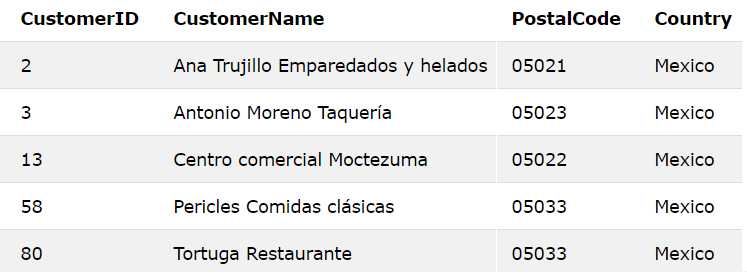 CustomerID CustomerName PostalCode Country
2 Ana Trujillo Emparedados y helados 05021 Mexico
3 Antonio Moreno Taquería 05023 Mexico
13 Centro comercial Moctezuma 05022 Mexico
58 Pericles Comidas clásicas 05033 Mexico
80 Tortuga Restaurante 05033 Mexico